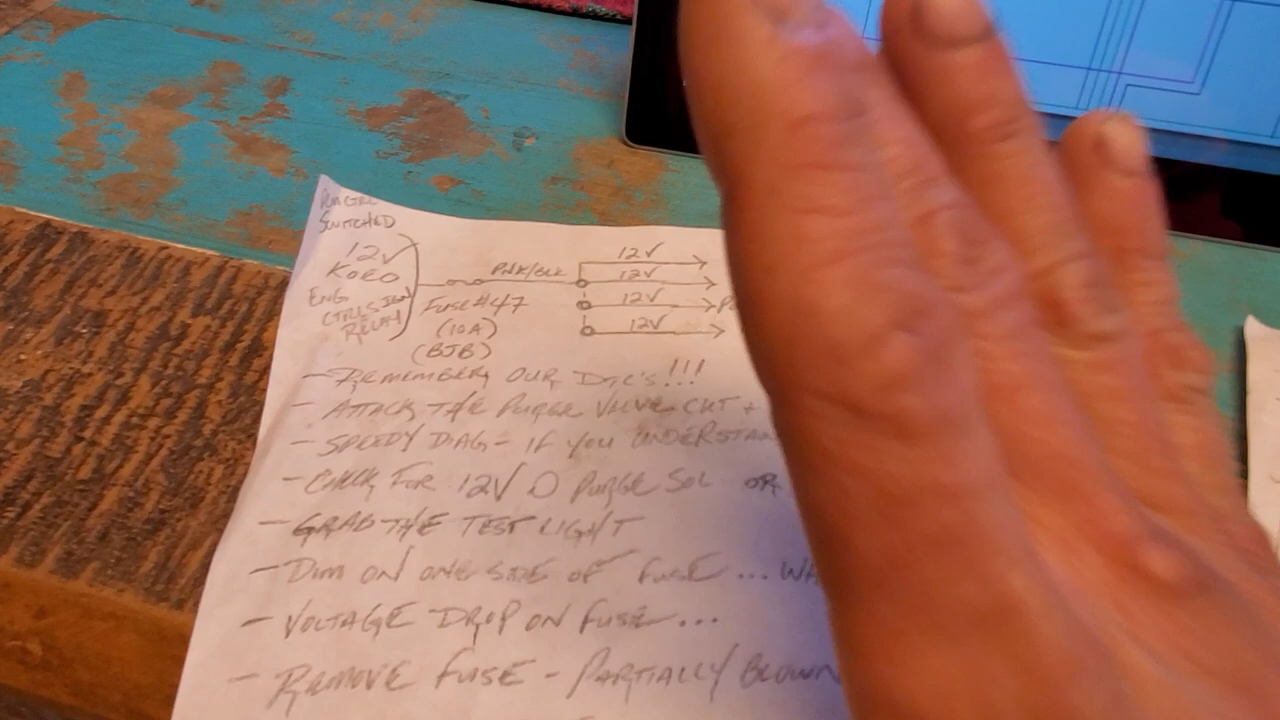 SWITCHED
12V
KOEO
ENG
CTRLS IGN
RELAY
FUSE #47
(10A)
(BJB)
PNK/BLK
12V
12V
12V
12V
- REMEMBER OUR DTC'S!!!
- ATTACK THE PURGE VALVE CKT +
- SPEEDY DIAG - IF YOU
- CHECK FOR 12V @ PURGE SOL OR
- GRAB THE TEST LIGHT
- DIM ON ONE SIDE OF FUSE ...
- VOLTAGE DROP ON FUSE ...
- REMOVE FUSE - PARTIALLY BLOWN